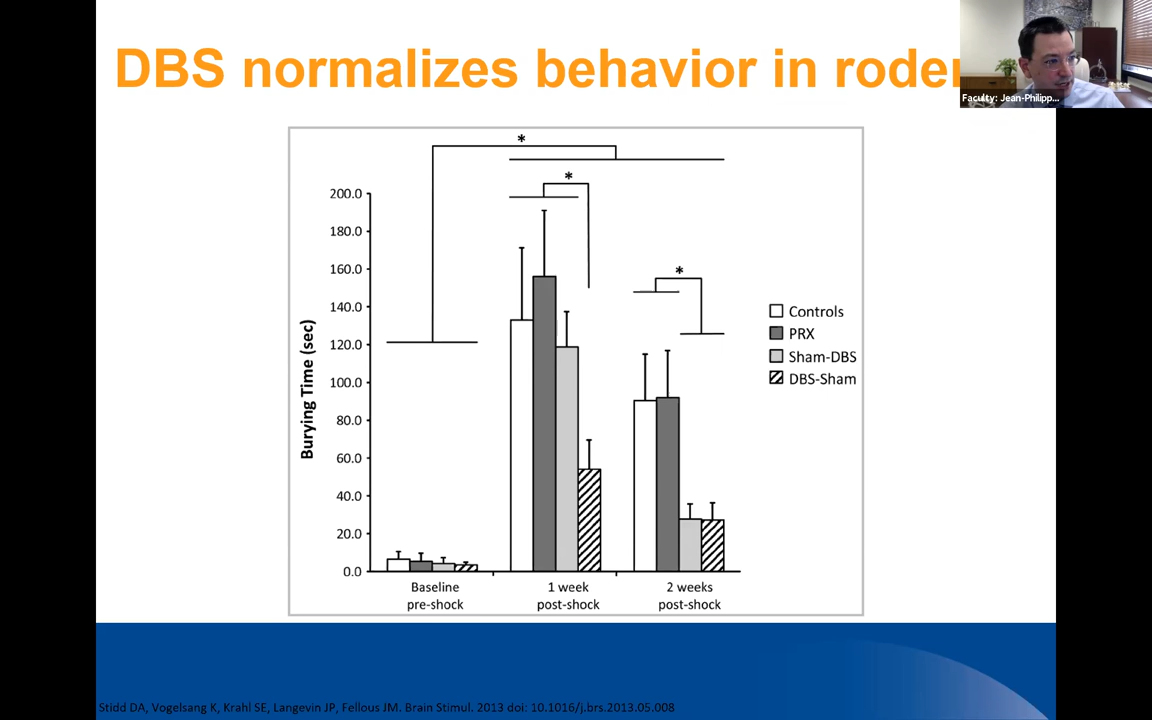 DBS normalizes behavior in roden
Faculty: Jean-Philipp...
*
*
*
200.0
180.0
160.0
140.0
120.0
100.0
80.0
60.0
40.0
20.0
0.0
Burying Time (sec)
Controls
PRX
Sham-DBS
DBS-Sham
Baseline
pre-shock
1 week
post-shock
2 weeks
post-shock
Stidd DA, Vogelsang K, Krahl SE, Langevin JP, Fellous JM. Brain Stimul. 2013 doi: 10.1016/j.brs.2013.05.008